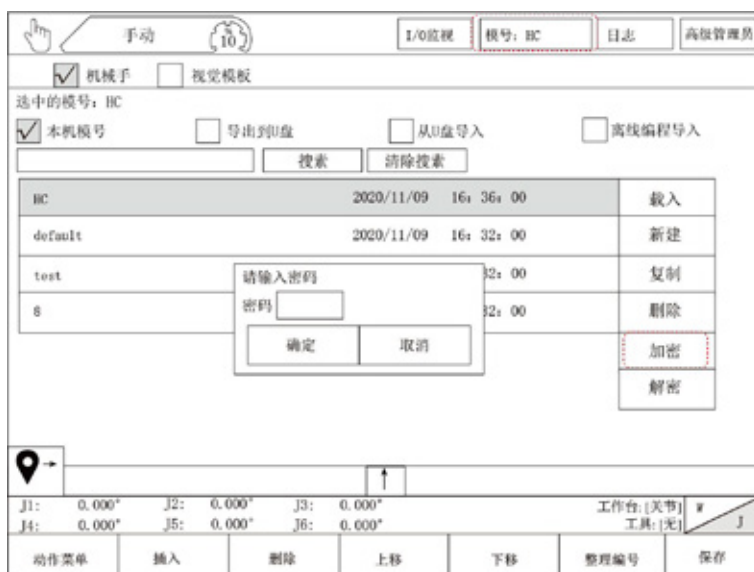 手动 % 10 I/O监视 模号：HC 日志 高级管理员
机械手 视觉模板
选中的模号：HC
本机模号 导出到U盘 从U盘导入 离线编程导入
搜索 清除搜索
HC 2020/11/09 16：36：00 载入
default 2020/11/09 16：32：00 新建
test 32：00 复制
8 32：00 删除
请输入密码
密码
确定 取消
加密
解密
J1: 0.000° J2: 0.000° J3: 0.000° 工作台:[关节] W
J4: 0.000° J5: 0.000° J6: 0.000° 工具:[无] J
动作菜单 插入 删除 上移 下移 整理编号 保存